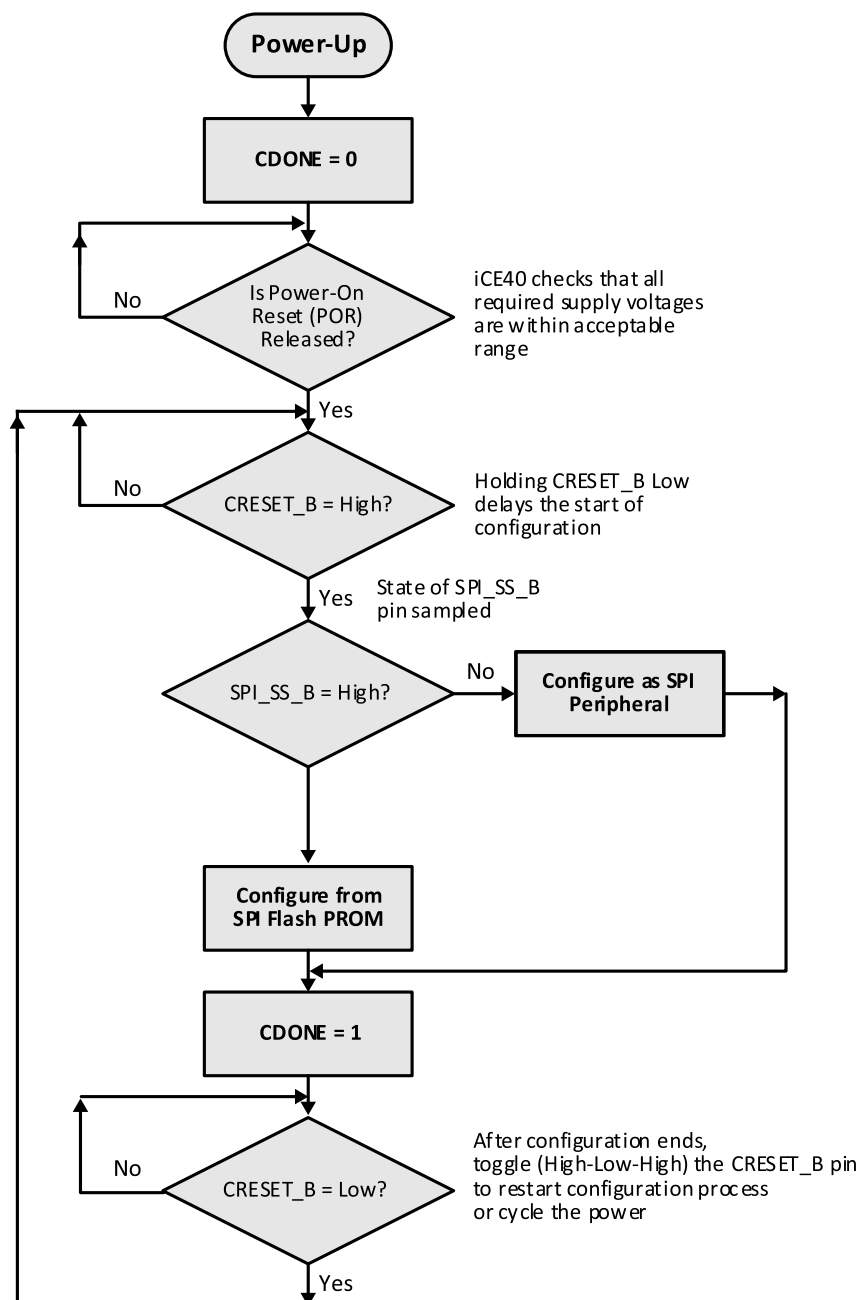 Power-Up
CDONE = 0
Is Power-On
Reset (POR)
Released?
No
iCE40 checks that all
required supply voltages
are within acceptable
range
Yes
CRESET_B = High?
No
Holding CRESET_B Low
delays the start of
configuration
Yes
State of SPI_SS_B
pin sampled
SPI_SS_B = High?
No
Configure as SPI
Peripheral
Configure from
SPI Flash PROM
CDONE = 1
CRESET_B = Low?
No
After configuration ends,
toggle (High-Low-High) the CRESET_B pin
to restart configuration process
or cycle the power
Yes